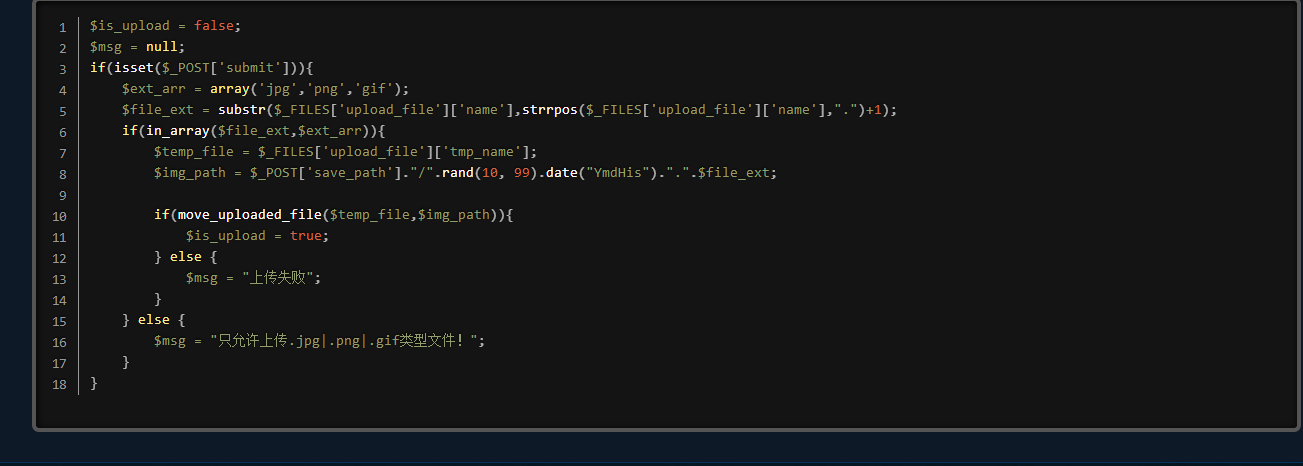 1 $is_upload = false;
2 $msg = null;
3 if(isset($_POST['submit'])){
4     $ext_arr = array('jpg','png','gif');
5     $file_ext = substr($_FILES['upload_file']['name'],strrpos($_FILES['upload_file']['name'],".")+1);
6     if(in_array($file_ext,$ext_arr)){
7         $temp_file = $_FILES['upload_file']['tmp_name'];
8         $img_path = $_POST['save_path']."/".rand(10, 99).date("YmdHis").".".$file_ext;
9
10         if(move_uploaded_file($temp_file,$img_path)){
11             $is_upload = true;
12         } else {
13             $msg = "上传失败";
14         }
15     } else {
16         $msg = "只允许上传.jpg|.png|.gif类型文件！";
17     }
18 }